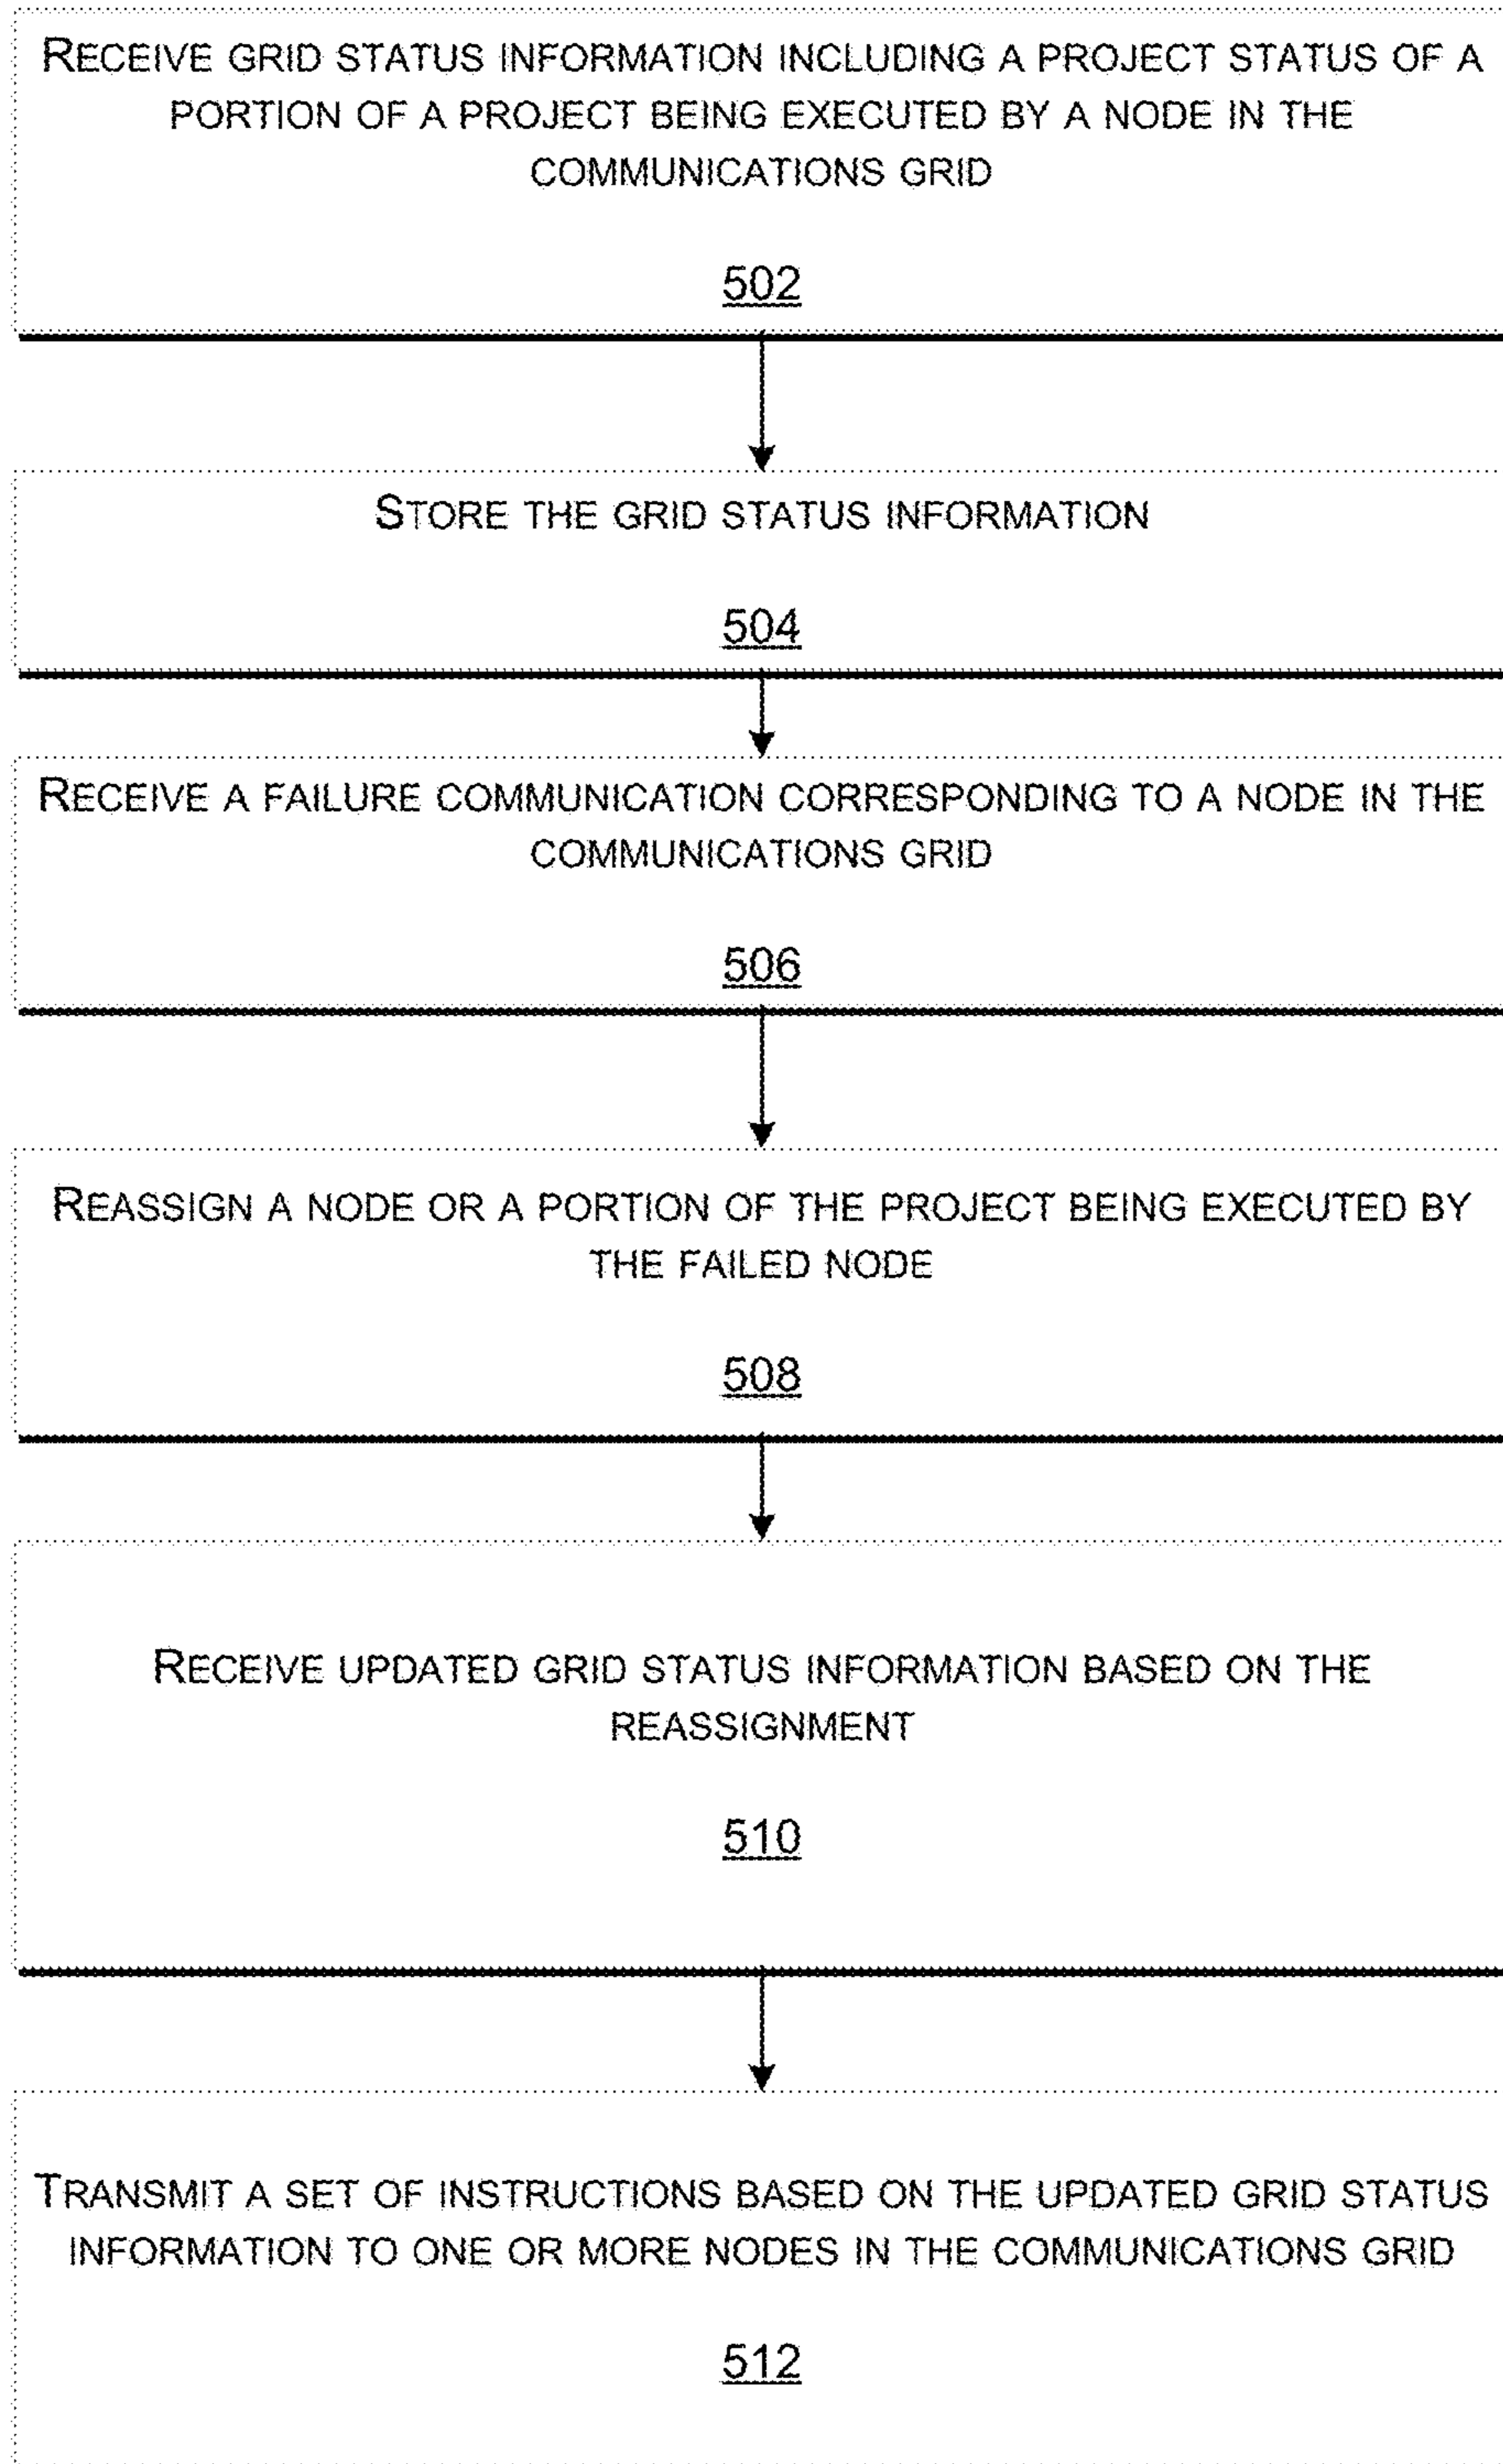 RECEIVE GRID STATUS INFORMATION INCLUDING A PROJECT STATUS OF A
PORTION OF A PROJECT BEING EXECUTED BY A NODE IN THE
COMMUNICATIONS GRID
502
STORE THE GRID STATUS INFORMATION
504
RECEIVE A FAILURE COMMUNICATION CORRESPONDING TO A NODE IN THE
COMMUNICATIONS GRID
506
REASSIGN A NODE OR A PORTION OF THE PROJECT BEING EXECUTED BY
THE FAILED NODE
508
RECEIVE UPDATED GRID STATUS INFORMATION BASED ON THE
REASSIGNMENT
510
TRANSMIT A SET OF INSTRUCTIONS BASED ON THE UPDATED GRID STATUS
INFORMATION TO ONE OR MORE NODES IN THE COMMUNICATIONS GRID
512